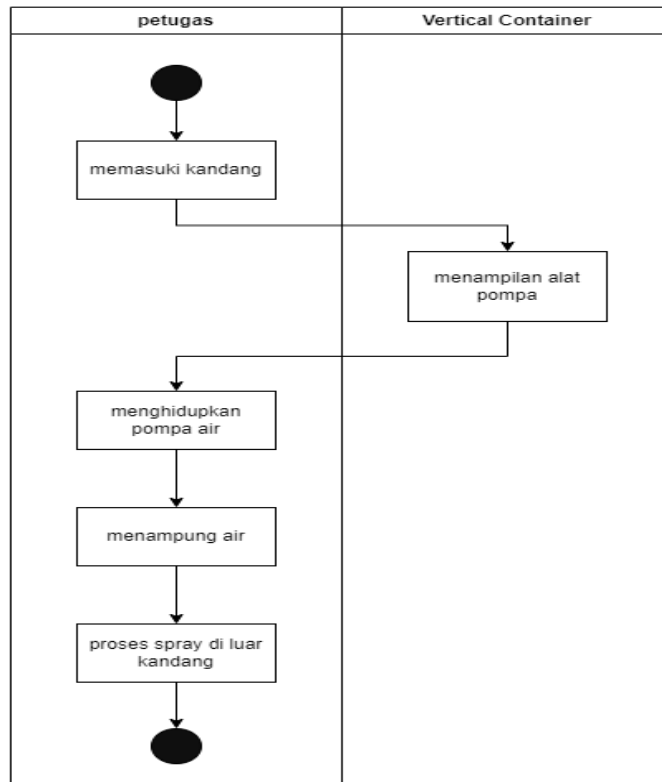 petugas
Vertical Container
memasuki kandang
menampilan alat
pompa
menghidupkan
pompa air
menampung air
proses spray di luar
kandang